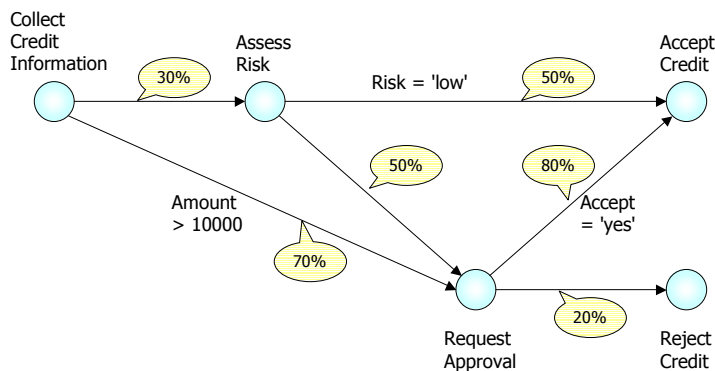 Collect
Credit
Information
Assess
Risk
Accept
Credit
30%
Risk = 'low'
50%
50%
80%
Amount
> 10000
Accept
= 'yes'
70%
20%
Request
Approval
Reject
Credit